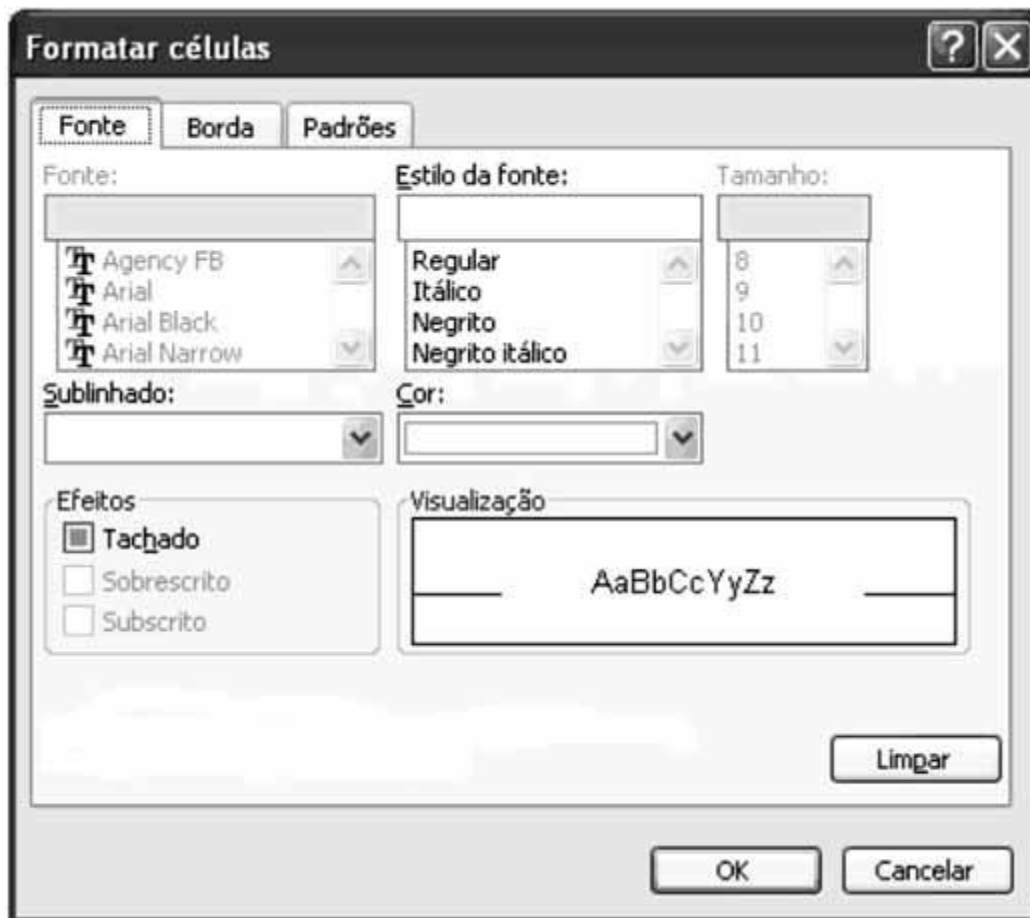 Formatar células
Fonte Borda Padrões
Fonte: Estilo da fonte: Tamanho:
Agency FB Regular 8
Arial Itálico 9
Arial Black Negrito 10
Arial Narrow Negrito itálico 11
Sublinhado: Cor:
Efeitos Visualização
Tachado
AaBbCcYyZz
Sobrescrito
Subscrito
Limpar
OK Cancelar